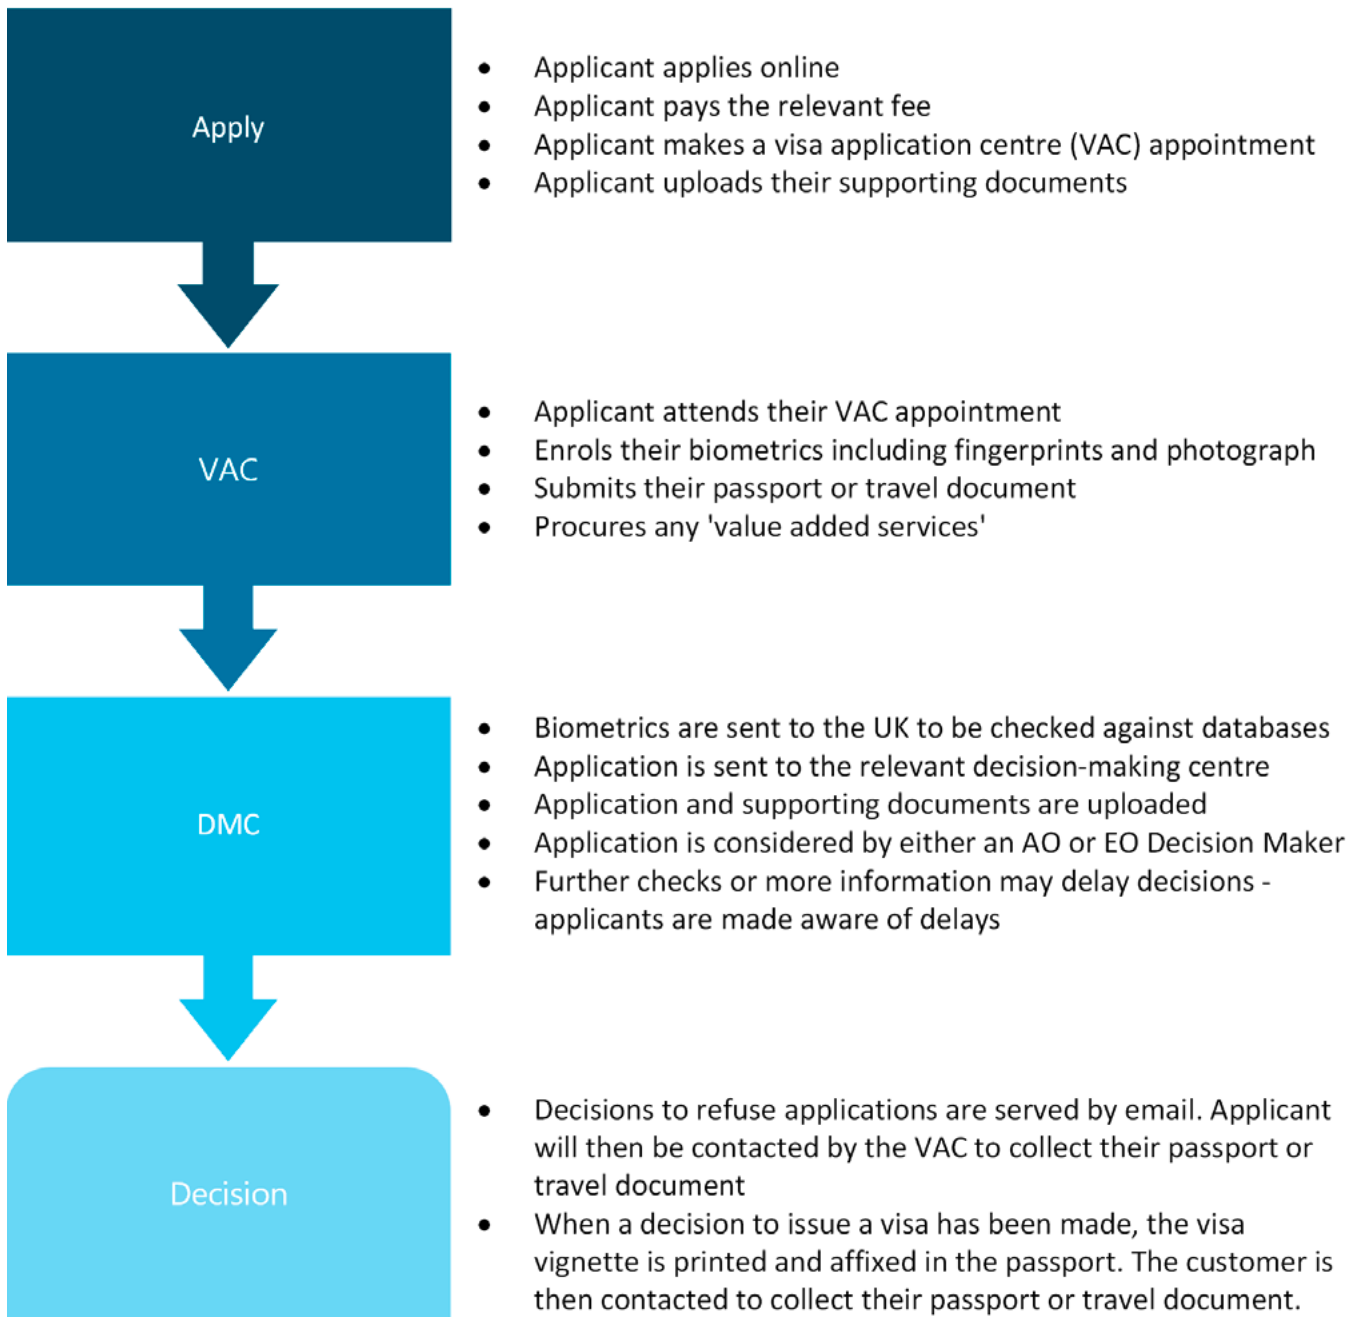 Apply
• Applicant applies online
• Applicant pays the relevant fee
• Applicant makes a visa application centre (VAC) appointment
• Applicant uploads their supporting documents
VAC
• Applicant attends their VAC appointment
• Enrols their biometrics including fingerprints and photograph
• Submits their passport or travel document
• Procures any 'value added services'
DMC
• Biometrics are sent to the UK to be checked against databases
• Application is sent to the relevant decision-making centre
• Application and supporting documents are uploaded
• Application is considered by either an AO or EO Decision Maker
• Further checks or more information may delay decisions -
applicants are made aware of delays
Decision
• Decisions to refuse applications are served by email. Applicant
will then be contacted by the VAC to collect their passport or
travel document
• When a decision to issue a visa has been made, the visa
vignette is printed and affixed in the passport. The customer is
then contacted to collect their passport or travel document.